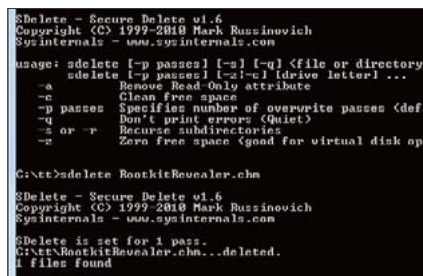 SDelete - Secure Delete v1.6
Copyright (C) 1999-2010 Mark Russinovich
Sysinternals - www.sysinternals.com
usage: sdelete [-p passes] [-s] [-q] <file or directory
sdelete [-p passes] [-z|-c] [drive letter] ...
-a Remove Read-Only attribute
-c Clean free space
-p passes Specifies number of overwrite passes (def
-q Don't print errors (Quiet)
-s or -r Recurse subdirectories
-z Zero free space (good for virtual disk op
C:\tt>sdelete RootkitRevealer.chm
SDelete - Secure Delete v1.6
Copyright (C) 1999-2010 Mark Russinovich
Sysinternals - www.sysinternals.com
SDelete is set for 1 pass.
C:\tt\RootkitRevealer.chm...deleted.
1 files found